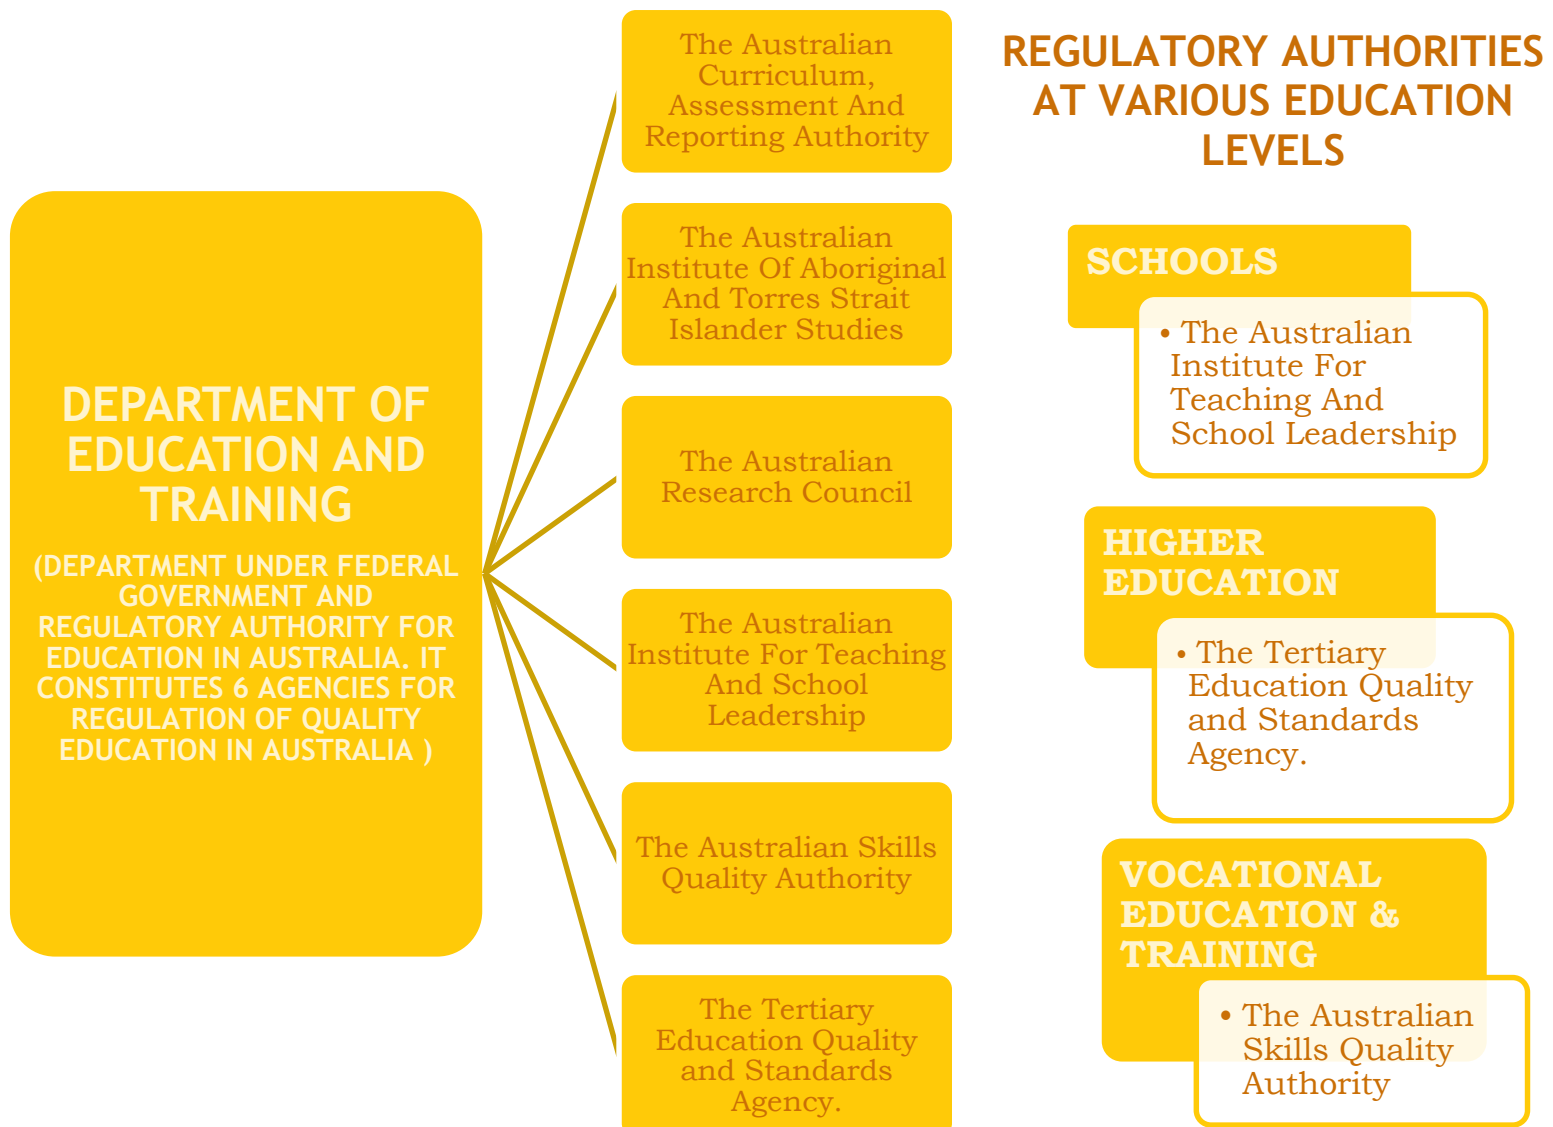 DEPARTMENT OF
EDUCATION AND
TRAINING
(DEPARTMENT UNDER FEDERAL
GOVERNMENT AND
REGULATORY AUTHORITY FOR
EDUCATION IN AUSTRALIA. IT
CONSTITUTES 6 AGENCIES FOR
REGULATION OF QUALITY
EDUCATION IN AUSTRALIA )
The Australian
Curriculum,
Assessment And
Reporting Authority
The Australian
Institute Of Aboriginal
And Torres Strait
Islander Studies
The Australian
Research Council
The Australian
Institute For Teaching
And School
Leadership
The Australian Skills
Quality Authority
The Tertiary
Education Quality
and Standards
Agency.
REGULATORY AUTHORITIES
AT VARIOUS EDUCATION
LEVELS
SCHOOLS
• The Australian
Institute For
Teaching And
School Leadership
HIGHER
EDUCATION
• The Tertiary
Education Quality
and Standards
Agency.
VOCATIONAL
EDUCATION &
TRAINING
• The Australian
Skills Quality
Authority